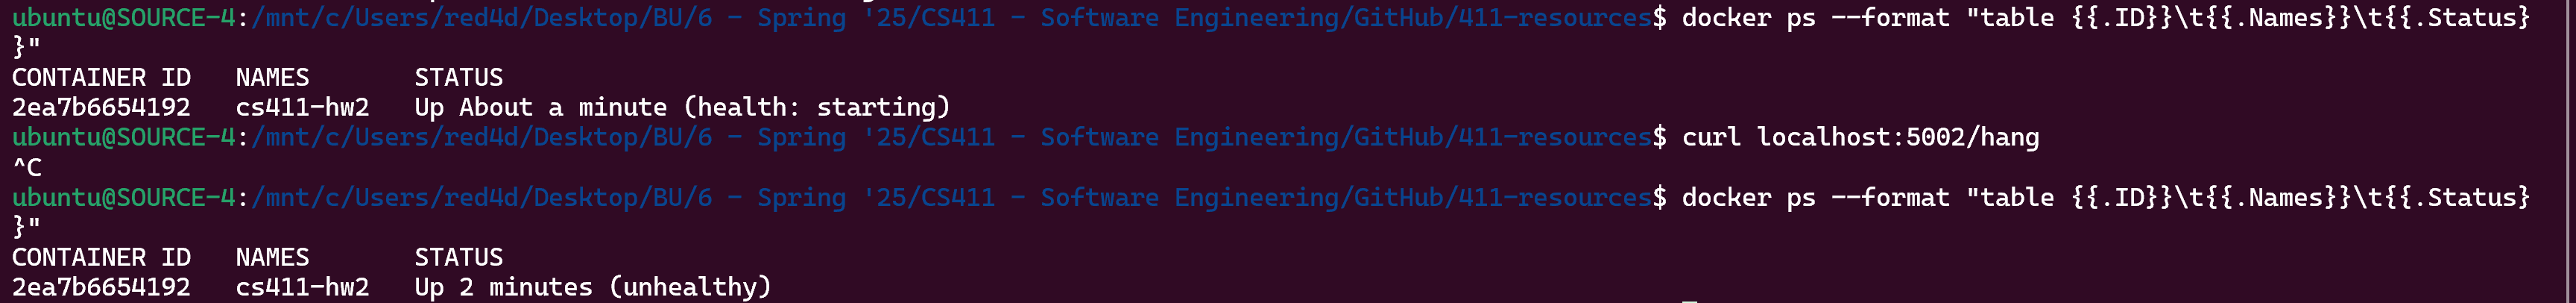 ubuntu@SOURCE-4:/mnt/c/Users/red4d/Desktop/BU/6 - Spring '25/CS411 - Software Engineering/GitHub/411-resources$ docker ps --format "table {{.ID}}\t{{.Names}}\t{{.Status}
}"
CONTAINER ID   NAMES       STATUS
2ea7b6654192   cs411-hw2   Up About a minute (health: starting)
ubuntu@SOURCE-4:/mnt/c/Users/red4d/Desktop/BU/6 - Spring '25/CS411 - Software Engineering/GitHub/411-resources$ curl localhost:5002/hang
^C
ubuntu@SOURCE-4:/mnt/c/Users/red4d/Desktop/BU/6 - Spring '25/CS411 - Software Engineering/GitHub/411-resources$ docker ps --format "table {{.ID}}\t{{.Names}}\t{{.Status}
}"
CONTAINER ID   NAMES       STATUS
2ea7b6654192   cs411-hw2   Up 2 minutes (unhealthy)